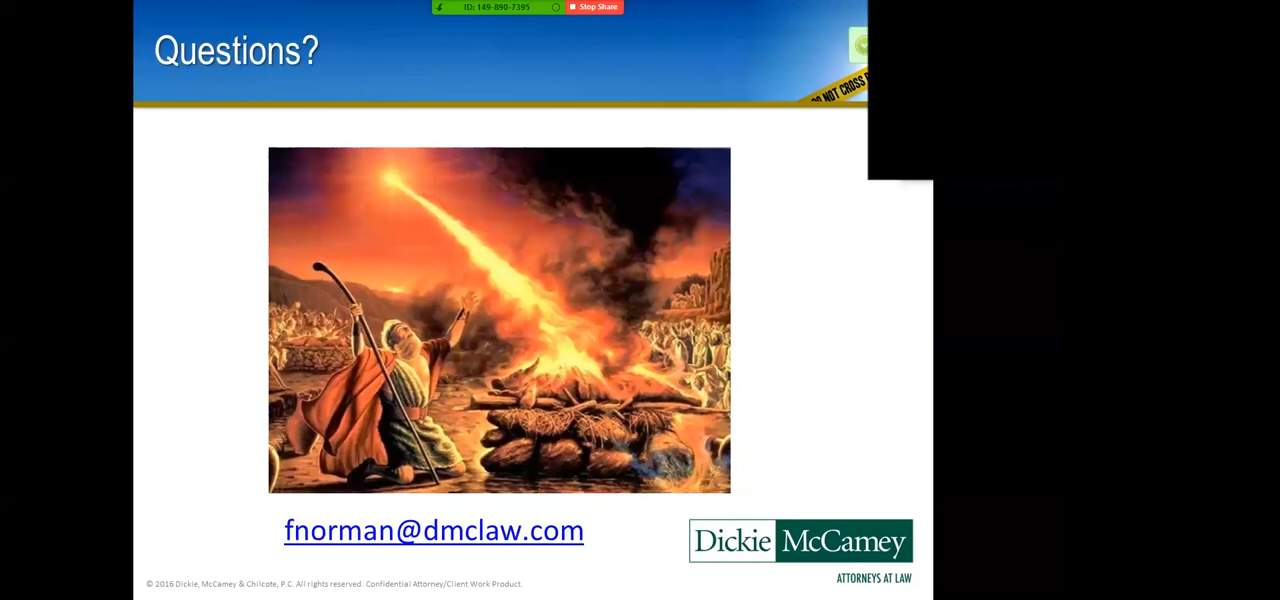 ID: 149-890-7395
Stop Share
Questions?
DO NOT CROSS
fnorman@dmclaw.com
Dickie McCamey
ATTORNEYS AT LAW
© 2016 Dickie, McCamey & Chilcote, P.C. All rights reserved. Confidential Attorney/Client Work Product.